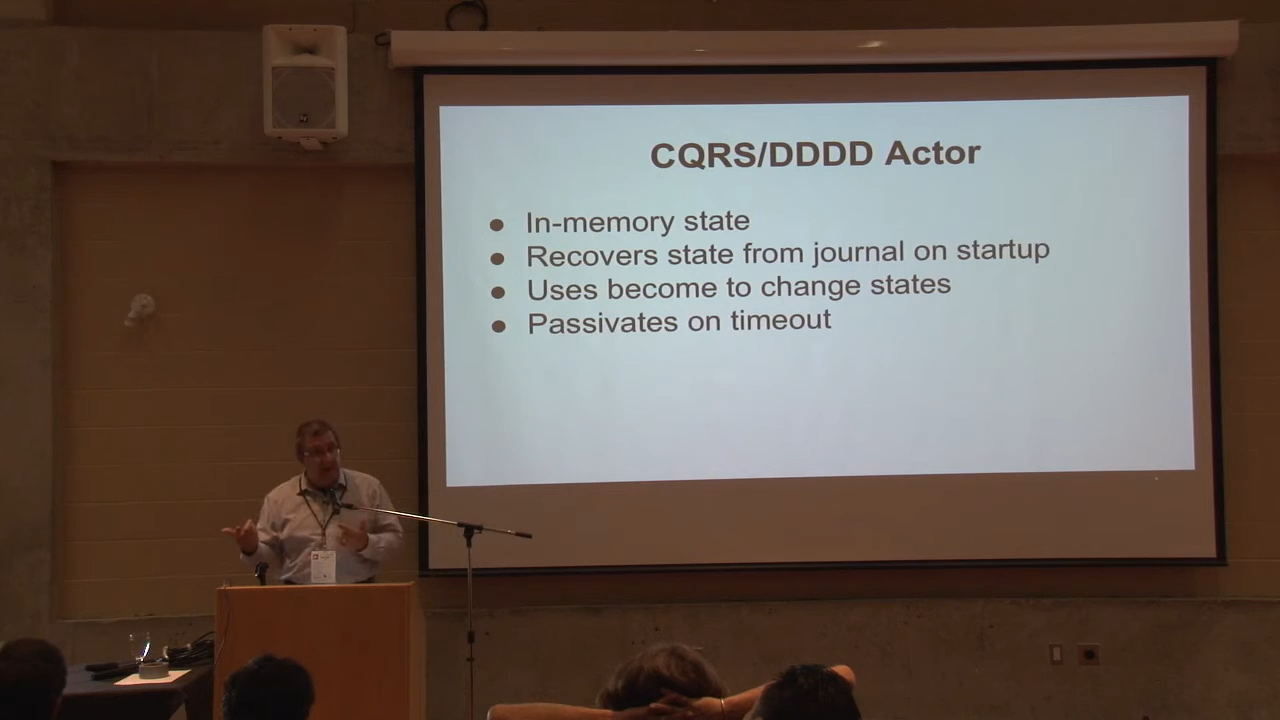 CQRS/DDDD Actor
● In-memory state
● Recovers state from journal on startup
● Uses become to change states
● Passivates on timeout